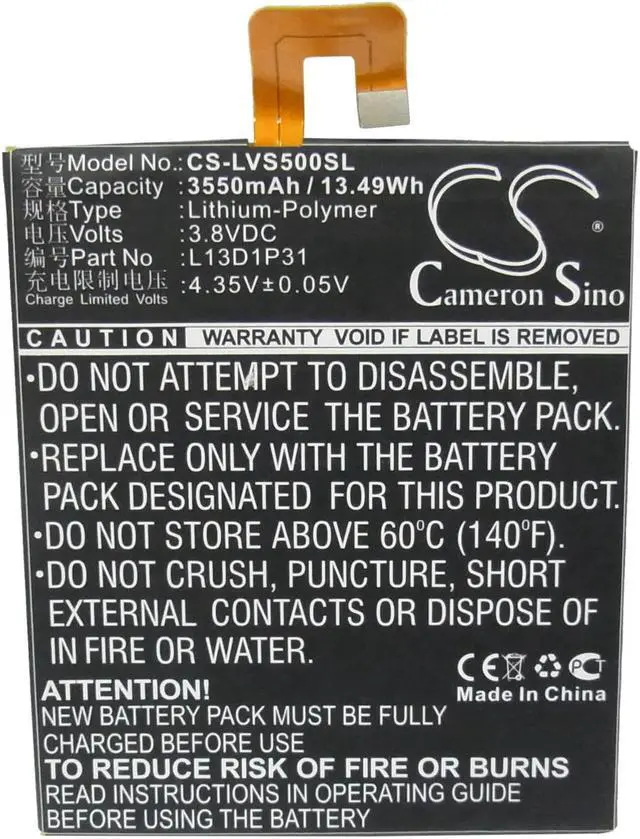 型号Model No.:CS-LVS500SL
容量Capacity :3550mAh / 13.49Wh
规格Type :Lithium-Polymer
电压Volts :3.8VDC
编号Part No :L13D1P31
充电限制电压
Charge Limited Volts :4.35V±0.05V
CS ®
Cameron Sino
CAUTION WARRANTY VOID IF LABEL IS REMOVED
·DO NOT ATTEMPT TO DISASSEMBLE,
OPEN OR SERVICE THE BATTERY PACK.
·REPLACE ONLY WITH THE BATTERY
PACK DESIGNATED FOR THIS PRODUCT.
·DO NOT STORE ABOVE 60°C (140°F).
·DO NOT CRUSH, PUNCTURE, SHORT
EXTERNAL CONTACTS OR DISPOSE OF
IN FIRE OR WATER.
CE PCT
Made In China
ATTENTION!
NEW BATTERY PACK MUST BE FULLY
CHARGED BEFORE USE
TO REDUCE RISK OF FIRE OR BURNS
READ INSTRUCTIONS IN OPERATING GUIDE
BEFORE USING THE BATTERY